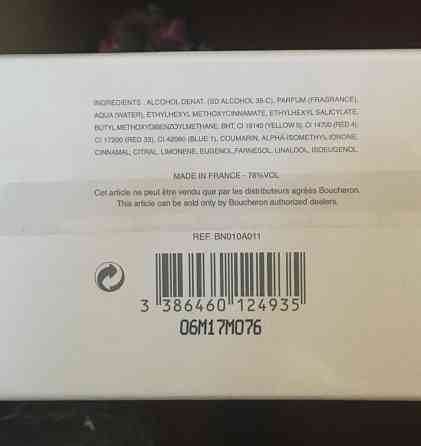 INGREDIENTS : ALCOHOL DENAT. (SD ALCOHOL 39-C), PARFUM (FRAGRANCE),
AQUA (WATER), ETHYLHEXYL METHOXYCINNAMATE, ETHYLHEXYL SALICYLATE,
BUTYL METHOXYDIBENZOYLMETHANE, BHT, CI 19140 (YELLOW 5), CI 14700 (RED 4),
CI 17200 (RED 33), CI 42090 (BLUE 1), COUMARIN, ALPHA-ISOMETHYL IONONE,
CINNAMAL, CITRAL, LIMONENE, EUGENOL, FARNESOL, LINALOOL, ISOEUGENOL.
MADE IN FRANCE - 78%VOL
Cet article ne peut être vendu que par les distributeurs agréés Boucheron.
This article can be sold only by Boucheron authorized dealers.
REF. BN010A011
3 386460 124935
06M17M076